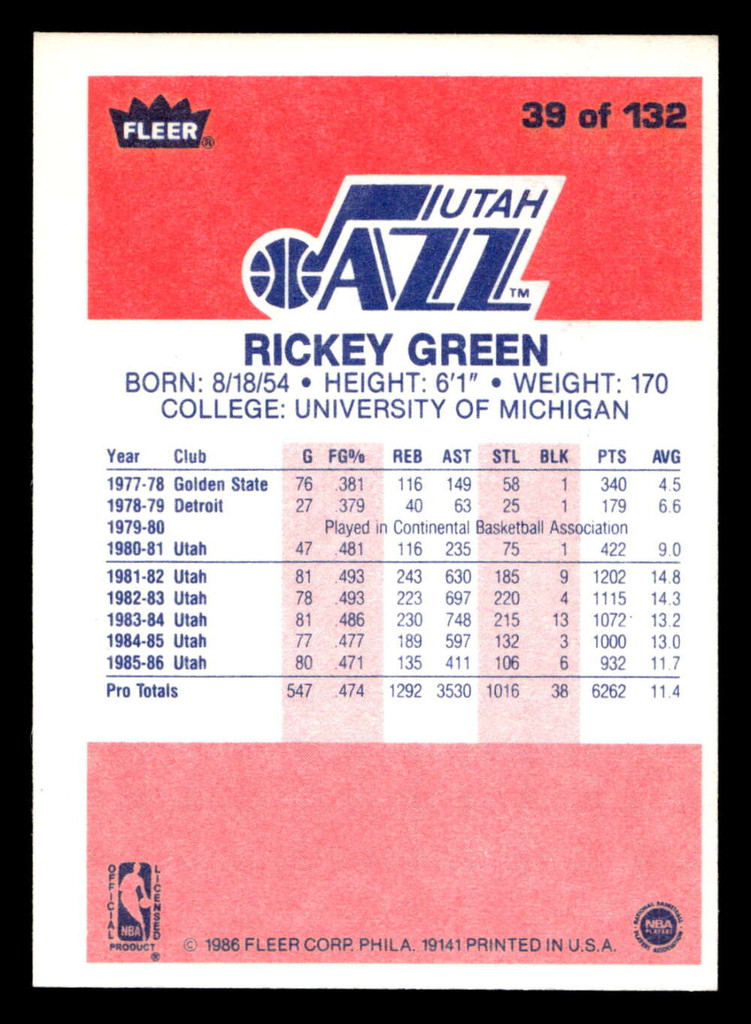 FLEER®
39 of 132
UTAH
JAZZ
TM
RICKEY GREEN
BORN: 8/18/54 • HEIGHT: 6'1" • WEIGHT: 170
COLLEGE: UNIVERSITY OF MICHIGAN
Year Club G FG% REB AST STL BLK PTS AVG
1977-78 Golden State 76 .381 116 149 58 1 340 4.5
1978-79 Detroit 27 .379 40 63 25 1 179 6.6
1979-80 Played in Continental Basketball Association
1980-81 Utah 47 .481 116 235 75 1 422 9.0
1981-82 Utah 81 .493 243 630 185 9 1202 14.8
1982-83 Utah 78 .493 223 697 220 4 1115 14.3
1983-84 Utah 81 .486 230 748 215 13 1072 13.2
1984-85 Utah 77 .477 189 597 132 3 1000 13.0
1985-86 Utah 80 .471 135 411 106 6 932 11.7
Pro Totals 547 .474 1292 3530 1016 38 6262 11.4
OFFICIAL LICENSED
NBA
PRODUCT ®
© 1986 FLEER CORP. PHILA. 19141 PRINTED IN U.S.A.
NATIONAL BASKETBALL
NBA
PLAYERS
PLAYERS ASSOCIATION